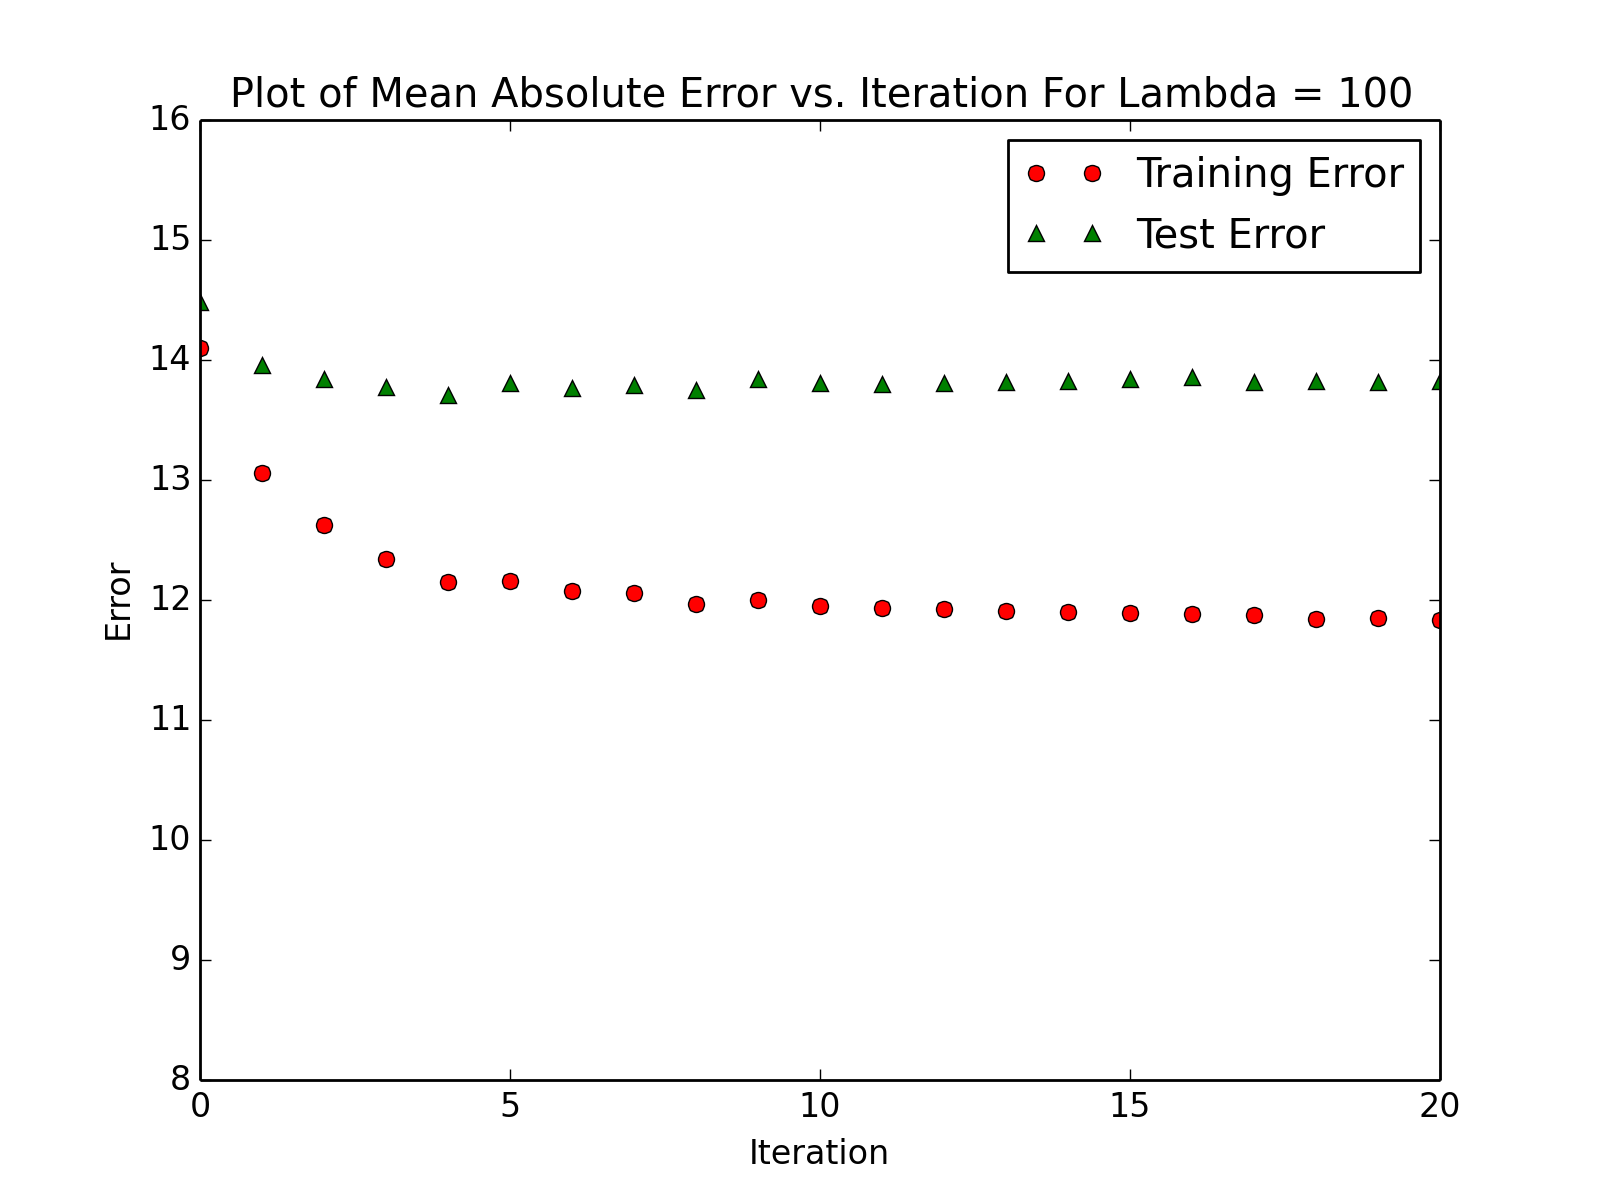 Plot of Mean Absolute Error vs. Iteration For Lambda = 100
16
15
14
13
12
11
10
9
8
Error
Training Error
Test Error
0 5 10 15 20
Iteration